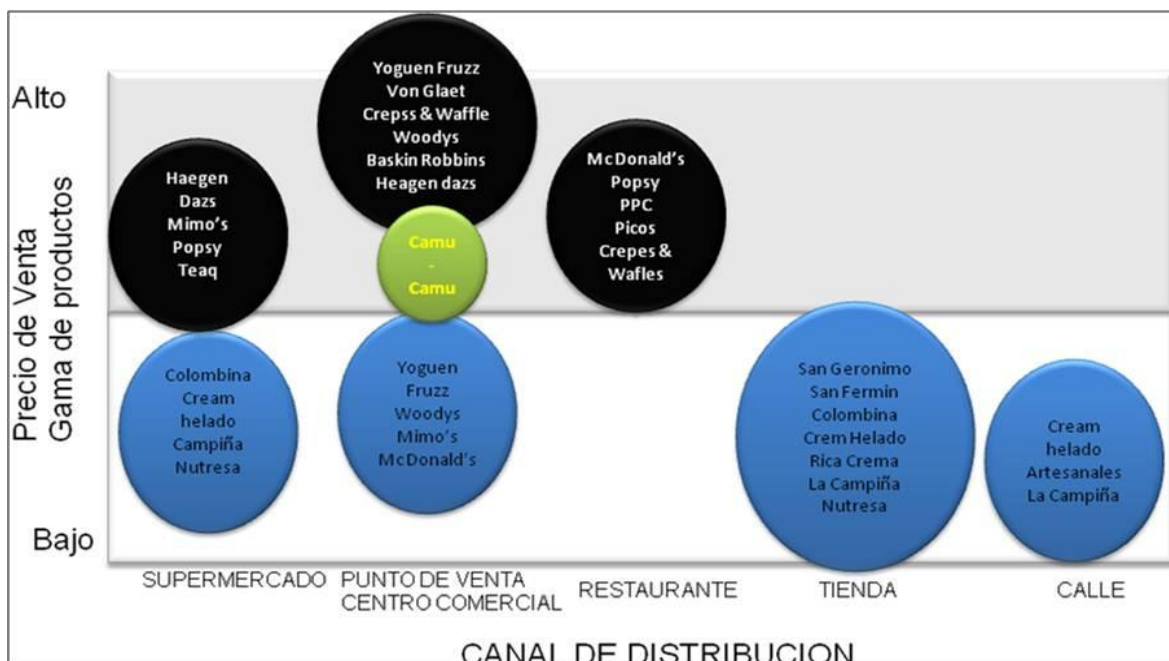 Alto
Precio de Venta
Gama de productos
Bajo
Haegen
Dazs
Mimo's
Popsy
Teaq
Colombina
Cream
helado
Campiña
Nutresa
Yoguen Fruzz
Von Glaet
Crepss & Waffle
Woodys
Baskin Robbins
Heagen dazs
Camu
-
Camu
Yoguen
Fruzz
Woodys
Mimo's
McDonald's
McDonald's
Popsy
PPC
Picos
Crepes &
Wafles
San Geronimo
San Fermin
Colombina
Crem Helado
Rica Crema
La Campiña
Nutresa
Cream
helado
Artesanales
La Campiña
SUPERMERCADO
PUNTO DE VENTA
CENTRO COMERCIAL
RESTAURANTE
TIENDA
CALLE
CANAL DE DISTRIBUCION